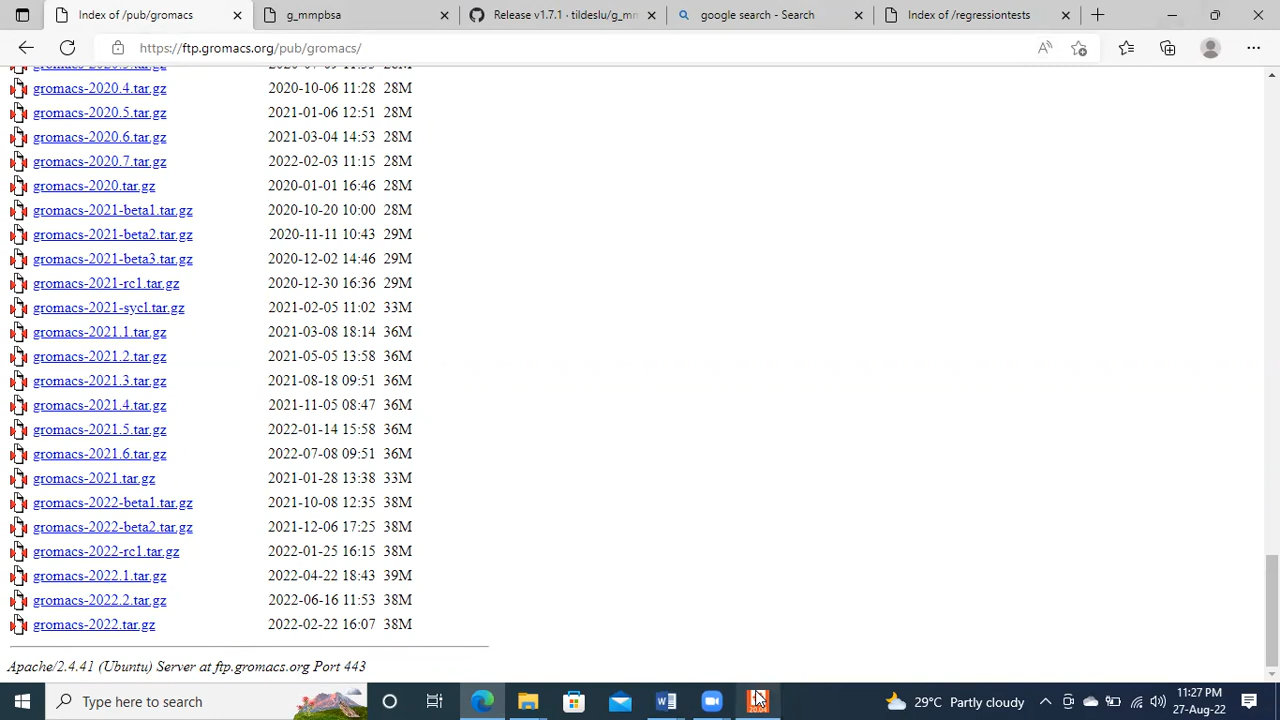 Index of /pub/gromacs
g_mmpbsa
Release v1.7.1 · tildeslu/g_mm
google search - Search
Index of /regressiontests
https://ftp.gromacs.org/pub/gromacs/
gromacs-2020.4.tar.gz 2020-10-06 11:28 28M
gromacs-2020.5.tar.gz 2021-01-06 12:51 28M
gromacs-2020.6.tar.gz 2021-03-04 14:53 28M
gromacs-2020.7.tar.gz 2022-02-03 11:15 28M
gromacs-2020.tar.gz 2020-01-01 16:46 28M
gromacs-2021-beta1.tar.gz 2020-10-20 10:00 28M
gromacs-2021-beta2.tar.gz 2020-11-11 10:43 29M
gromacs-2021-beta3.tar.gz 2020-12-02 14:46 29M
gromacs-2021-rc1.tar.gz 2020-12-30 16:36 29M
gromacs-2021-sycl.tar.gz 2021-02-05 11:02 33M
gromacs-2021.1.tar.gz 2021-03-08 18:14 36M
gromacs-2021.2.tar.gz 2021-05-05 13:58 36M
gromacs-2021.3.tar.gz 2021-08-18 09:51 36M
gromacs-2021.4.tar.gz 2021-11-05 08:47 36M
gromacs-2021.5.tar.gz 2022-01-14 15:58 36M
gromacs-2021.6.tar.gz 2022-07-08 09:51 36M
gromacs-2021.tar.gz 2021-01-28 13:38 33M
gromacs-2022-beta1.tar.gz 2021-10-08 12:35 38M
gromacs-2022-beta2.tar.gz 2021-12-06 17:25 38M
gromacs-2022-rc1.tar.gz 2022-01-25 16:15 38M
gromacs-2022.1.tar.gz 2022-04-22 18:43 39M
gromacs-2022.2.tar.gz 2022-06-16 11:53 38M
gromacs-2022.tar.gz 2022-02-22 16:07 38M
Apache/2.4.41 (Ubuntu) Server at ftp.gromacs.org Port 443
Type here to search
29°C Partly cloudy
11:27 PM
27-Aug-22